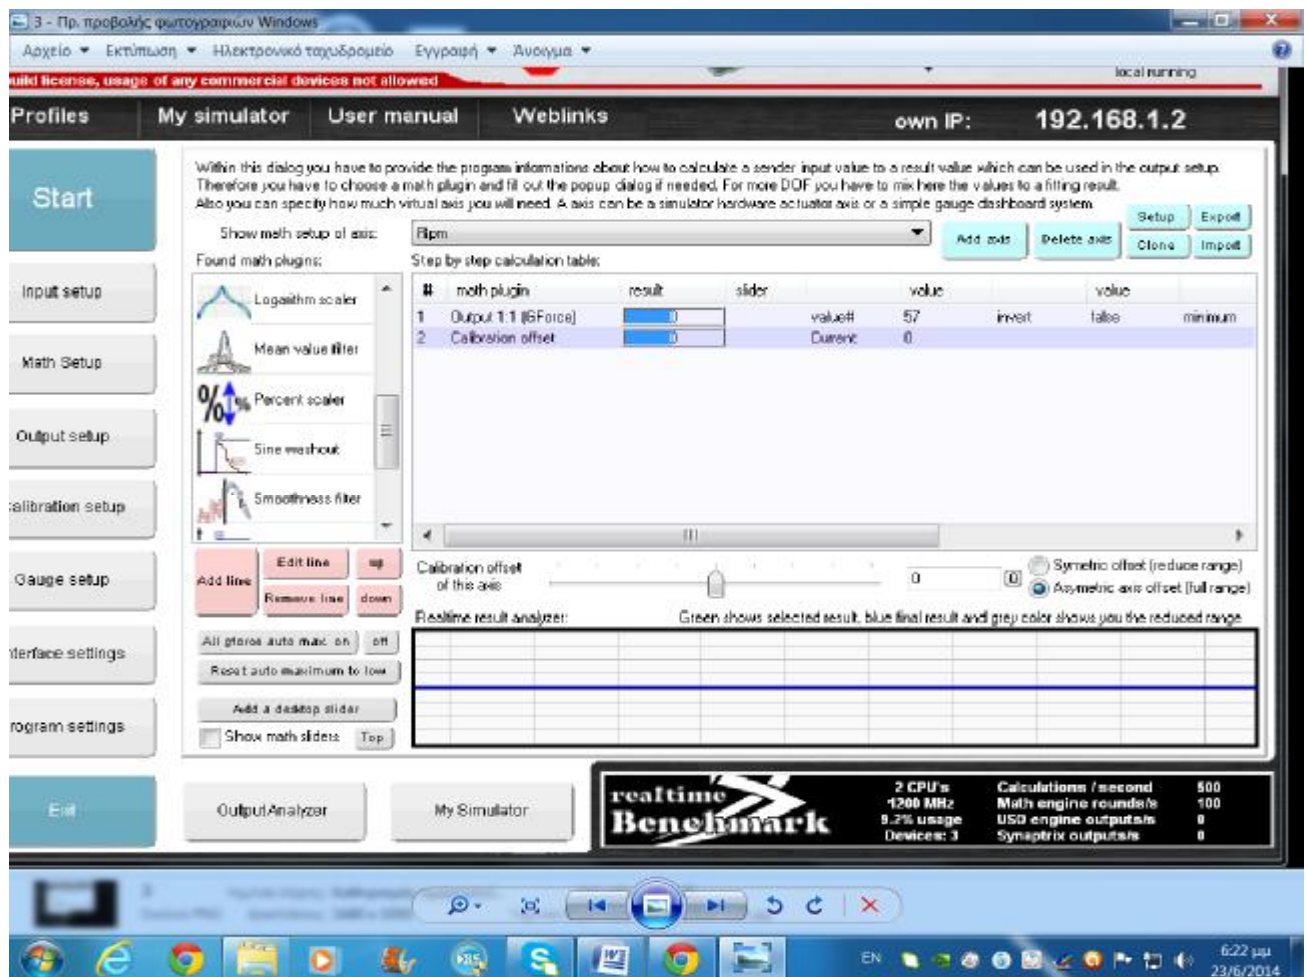 3 - Πρ. προβολής φωτογραφιών Windows
Αρχείο Εκτύπωση Ηλεκτρονικό ταχυδρομείο Εγγραφή Άνοιγμα
uild license, usage of any commercial devices not allowed
local running
Profiles My simulator User manual Weblinks own IP: 192.168.1.2
Within this dialog you have to provide the program informations about how to calculate a sender input value to a result value which can be used in the output setup.
Therefore you have to choose a math plugin and fill out the popup dialog if needed. For more DOF you have to mix here the values to a fitting result.
Also you can specify how much virtual axis you will need. A axis can be a simulator hardware actuator axis or a simple gauge dashboard system.
Start
Show math setup of axis: Add axis Delete axis Setup Export
Clone Import
Found math plugins: Step by step calculation table:
# math plugin result slider value value
1 Output 1:1 (GForce) 0 value# 57 invert false minimum
2 Calibration offset 0 Current: 0
Logarithm scaler
Mean value filter
Percent scaler
Sine washout
Smoothness filter
Input setup
Math Setup
Output setup
alibration setup
Gauge setup
nterface settings
rogram settings
Exit
Add line Edit line up
Remove line down
Calibration offset
of this axis
0 0
Symetric offset (reduce range)
Asymetric axis offset (full range)
Realtime result analyzer: Green shows selected result, blue final result and grey color shows you the reduced range
All gforce auto max. on off
Reset auto maximum to low
Add a desktop slider
Show math sliders Top
Output Analyzer My Simulator
realtime
Benchmark
2 CPU's Calculations / second 500
1200 MHz Math engine rounds/s 100
9.2% usage USO engine outputs/s 0
Devices: 3 Synaptrix outputs/s 0
EN
6:22 μμ
23/6/2014